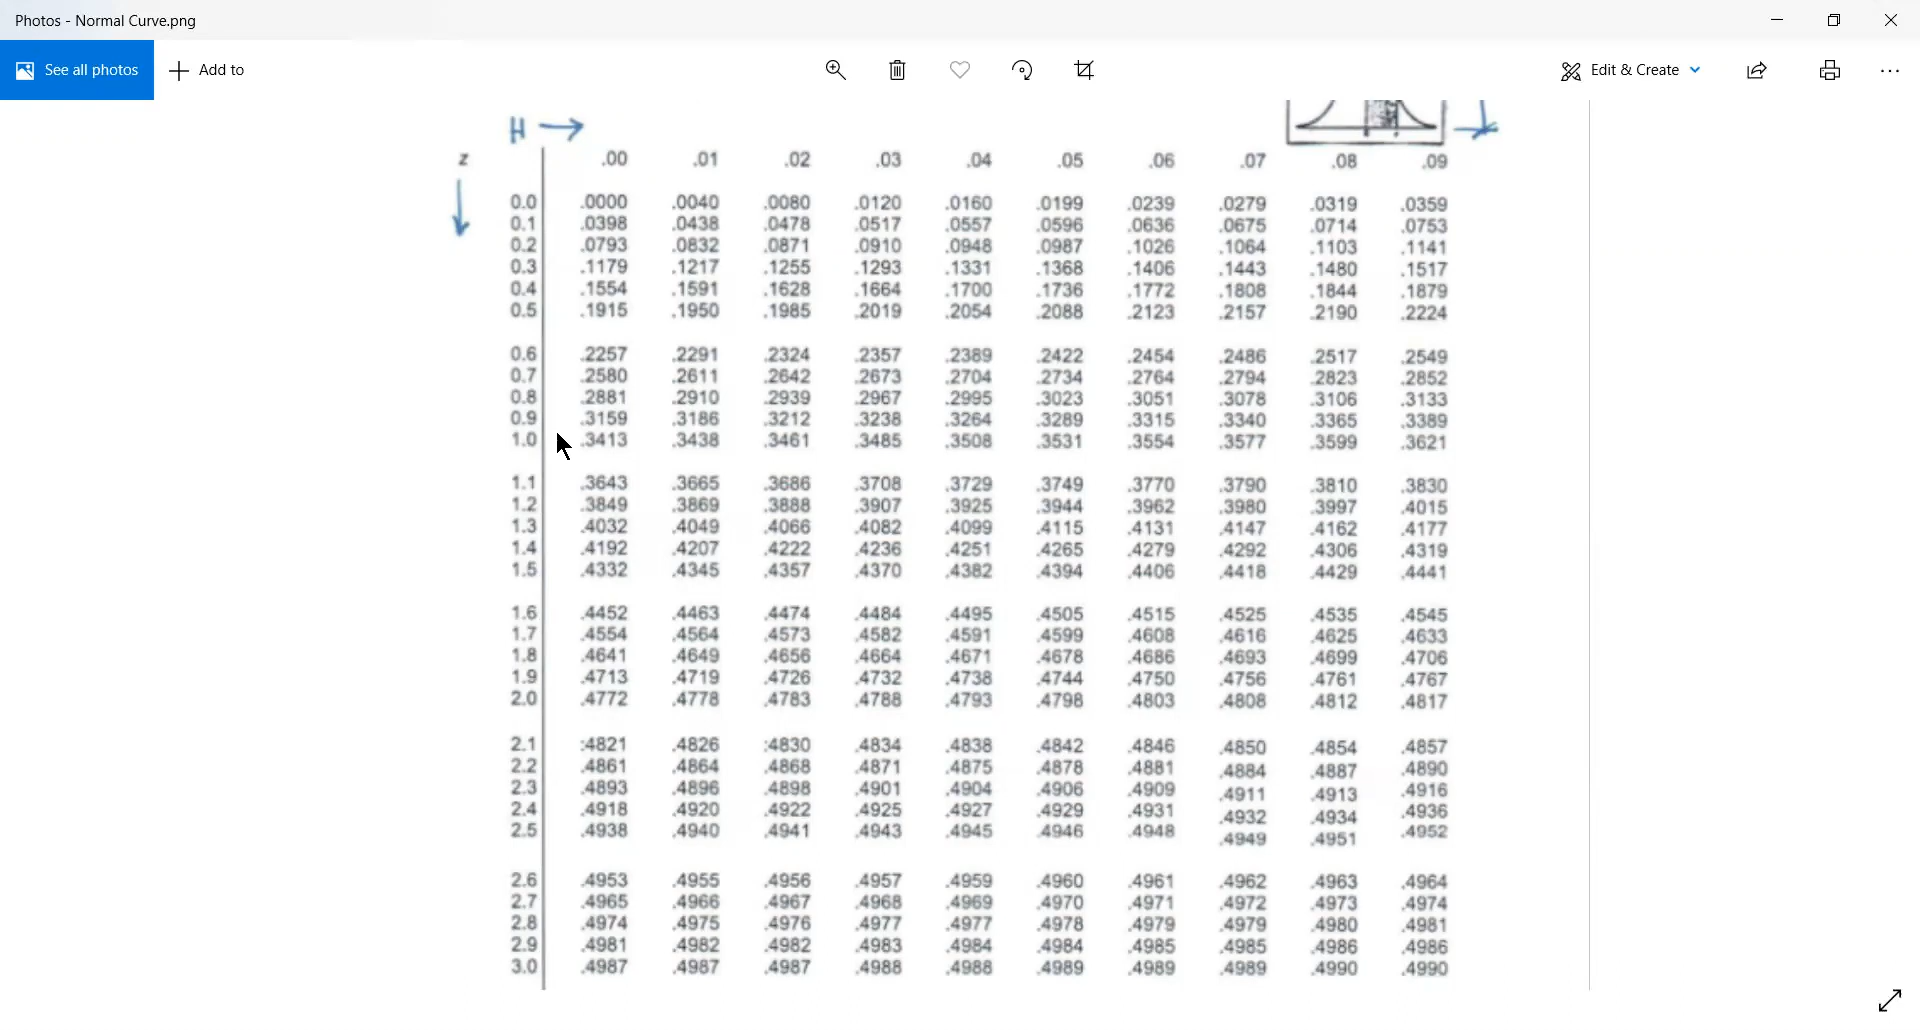 Photos - Normal Curve.png
See all photos
Add to
Edit & Create
H
z .00 .01 .02 .03 .04 .05 .06 .07 .08 .09
0.0 .0000 .0040 .0080 .0120 .0160 .0199 .0239 .0279 .0319 .0359
0.1 .0398 .0438 .0478 .0517 .0557 .0596 .0636 .0675 .0714 .0753
0.2 .0793 .0832 .0871 .0910 .0948 .0987 .1026 .1064 .1103 .1141
0.3 .1179 .1217 .1255 .1293 .1331 .1368 .1406 .1443 .1480 .1517
0.4 .1554 .1591 .1628 .1664 .1700 .1736 .1772 .1808 .1844 .1879
0.5 .1915 .1950 .1985 .2019 .2054 .2088 .2123 .2157 .2190 .2224
0.6 .2257 .2291 .2324 .2357 .2389 .2422 .2454 .2486 .2517 .2549
0.7 .2580 .2611 .2642 .2673 .2704 .2734 .2764 .2794 .2823 .2852
0.8 .2881 .2910 .2939 .2967 .2995 .3023 .3051 .3078 .3106 .3133
0.9 .3159 .3186 .3212 .3238 .3264 .3289 .3315 .3340 .3365 .3389
1.0 .3413 .3438 .3461 .3485 .3508 .3531 .3554 .3577 .3599 .3621
1.1 .3643 .3665 .3686 .3708 .3729 .3749 .3770 .3790 .3810 .3830
1.2 .3849 .3869 .3888 .3907 .3925 .3944 .3962 .3980 .3997 .4015
1.3 .4032 .4049 .4066 .4082 .4099 .4115 .4131 .4147 .4162 .4177
1.4 .4192 .4207 .4222 .4236 .4251 .4265 .4279 .4292 .4306 .4319
1.5 .4332 .4345 .4357 .4370 .4382 .4394 .4406 .4418 .4429 .4441
1.6 .4452 .4463 .4474 .4484 .4495 .4505 .4515 .4525 .4535 .4545
1.7 .4554 .4564 .4573 .4582 .4591 .4599 .4608 .4616 .4625 .4633
1.8 .4641 .4649 .4656 .4664 .4671 .4678 .4686 .4693 .4699 .4706
1.9 .4713 .4719 .4726 .4732 .4738 .4744 .4750 .4756 .4761 .4767
2.0 .4772 .4778 .4783 .4788 .4793 .4798 .4803 .4808 .4812 .4817
2.1 :4821 .4826 :4830 .4834 .4838 .4842 .4846 .4850 .4854 .4857
2.2 .4861 .4864 .4868 .4871 .4875 .4878 .4881 .4884 .4887 .4890
2.3 .4893 .4896 .4898 .4901 .4904 .4906 .4909 .4911 .4913 .4916
2.4 .4918 .4920 .4922 .4925 .4927 .4929 .4931 .4932 .4934 .4936
2.5 .4938 .4940 .4941 .4943 .4945 .4946 .4948 .4949 .4951 .4952
2.6 .4953 .4955 .4956 .4957 .4959 .4960 .4961 .4962 .4963 .4964
2.7 .4965 .4966 .4967 .4968 .4969 .4970 .4971 .4972 .4973 .4974
2.8 .4974 .4975 .4976 .4977 .4977 .4978 .4979 .4979 .4980 .4981
2.9 .4981 .4982 .4982 .4983 .4984 .4984 .4985 .4985 .4986 .4986
3.0 .4987 .4987 .4987 .4988 .4988 .4989 .4989 .4989 .4990 .4990